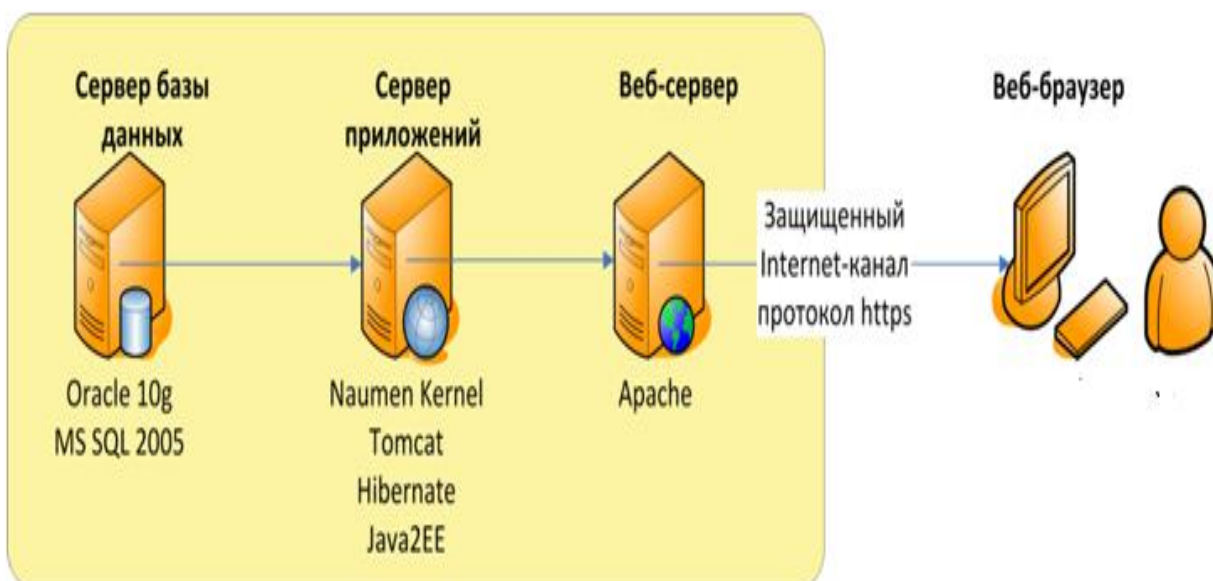 Сервер базы
данных
Сервер
приложений
Веб-сервер
Веб-браузер
Защищенный
Internet-канал
протокол https
Oracle 10g
MS SQL 2005
Naumen Kernel
Tomcat
Hibernate
Java2EE
Apache